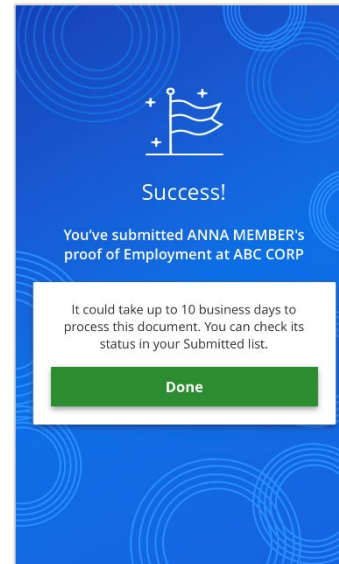 Success!
You've submitted ANNA MEMBER's
proof of Employment at ABC CORP
It could take up to 10 business days to
process this document. You can check its
status in your Submitted list.
Done